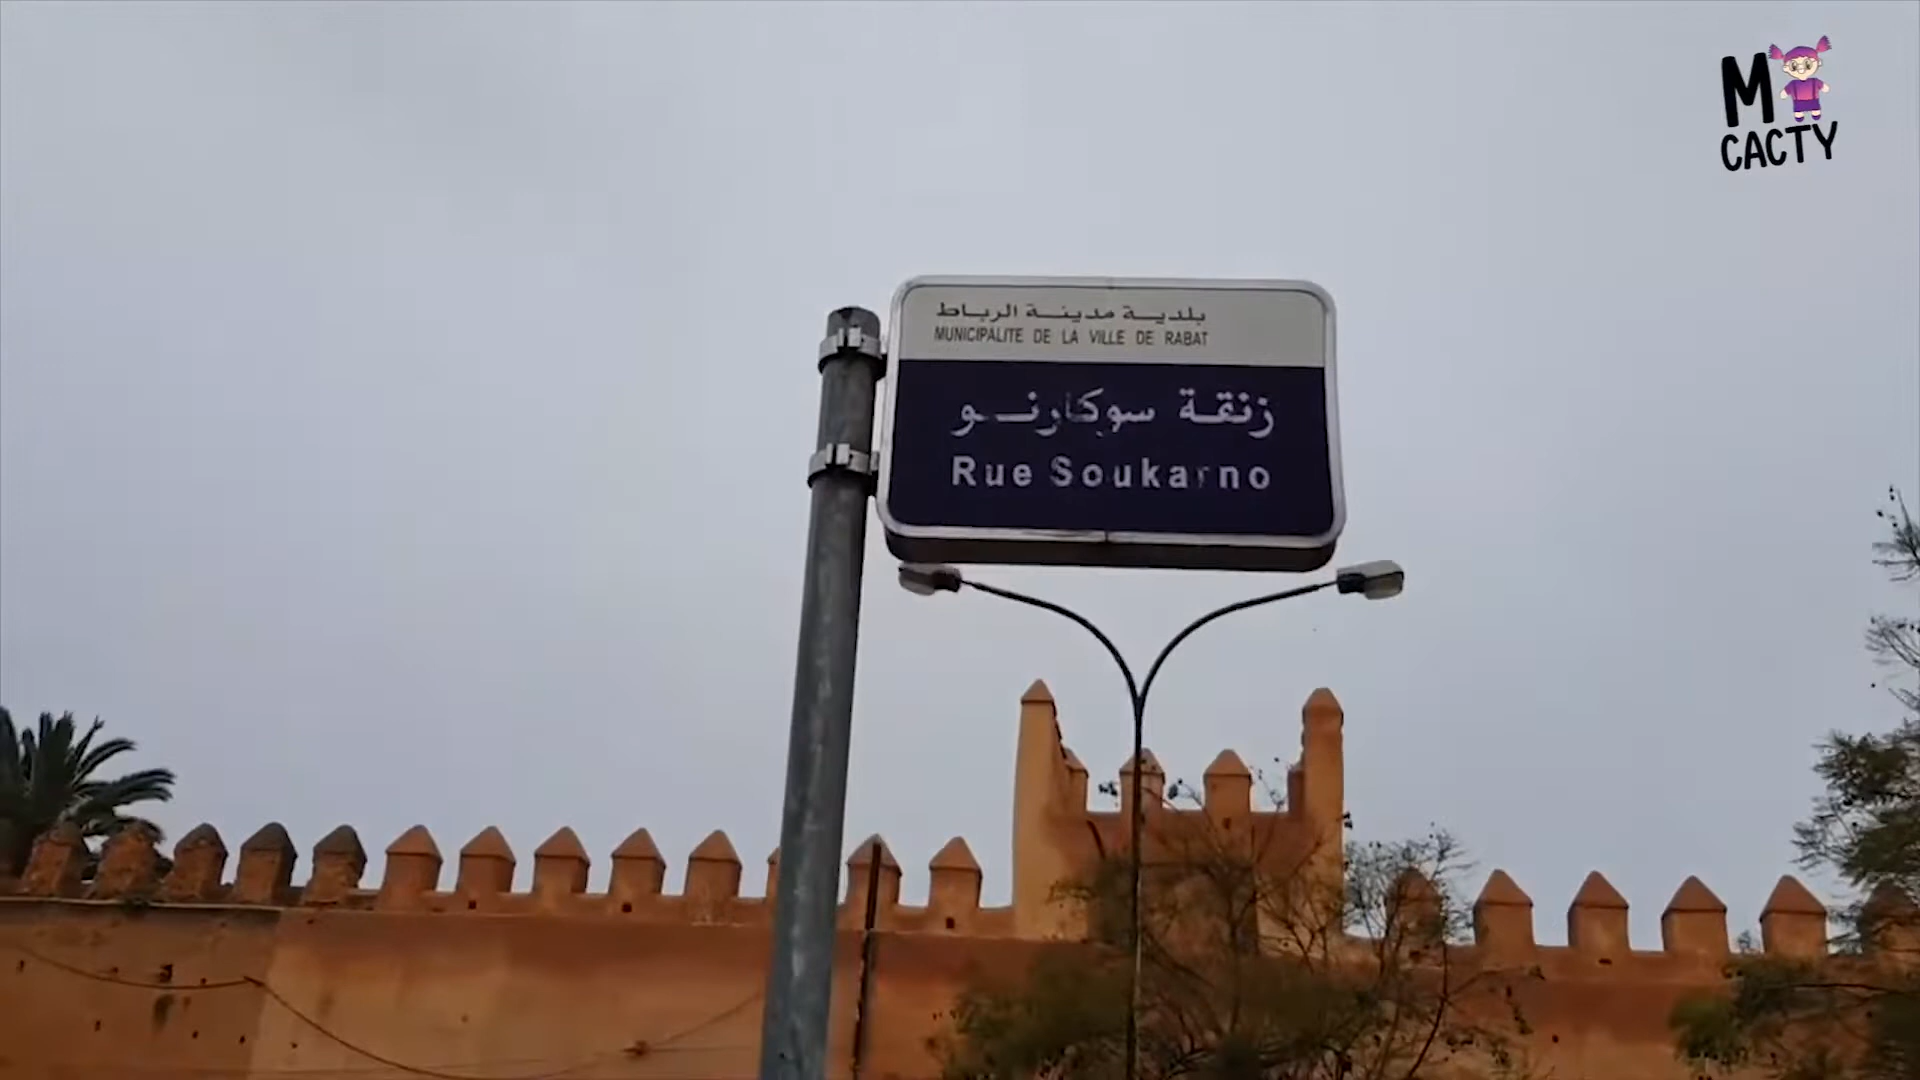 بلدية مدينة الرباط
MUNICIPALITE DE LA VILLE DE RABAT
زنقة سوكارنو
Rue Soukarno
M
CACTY